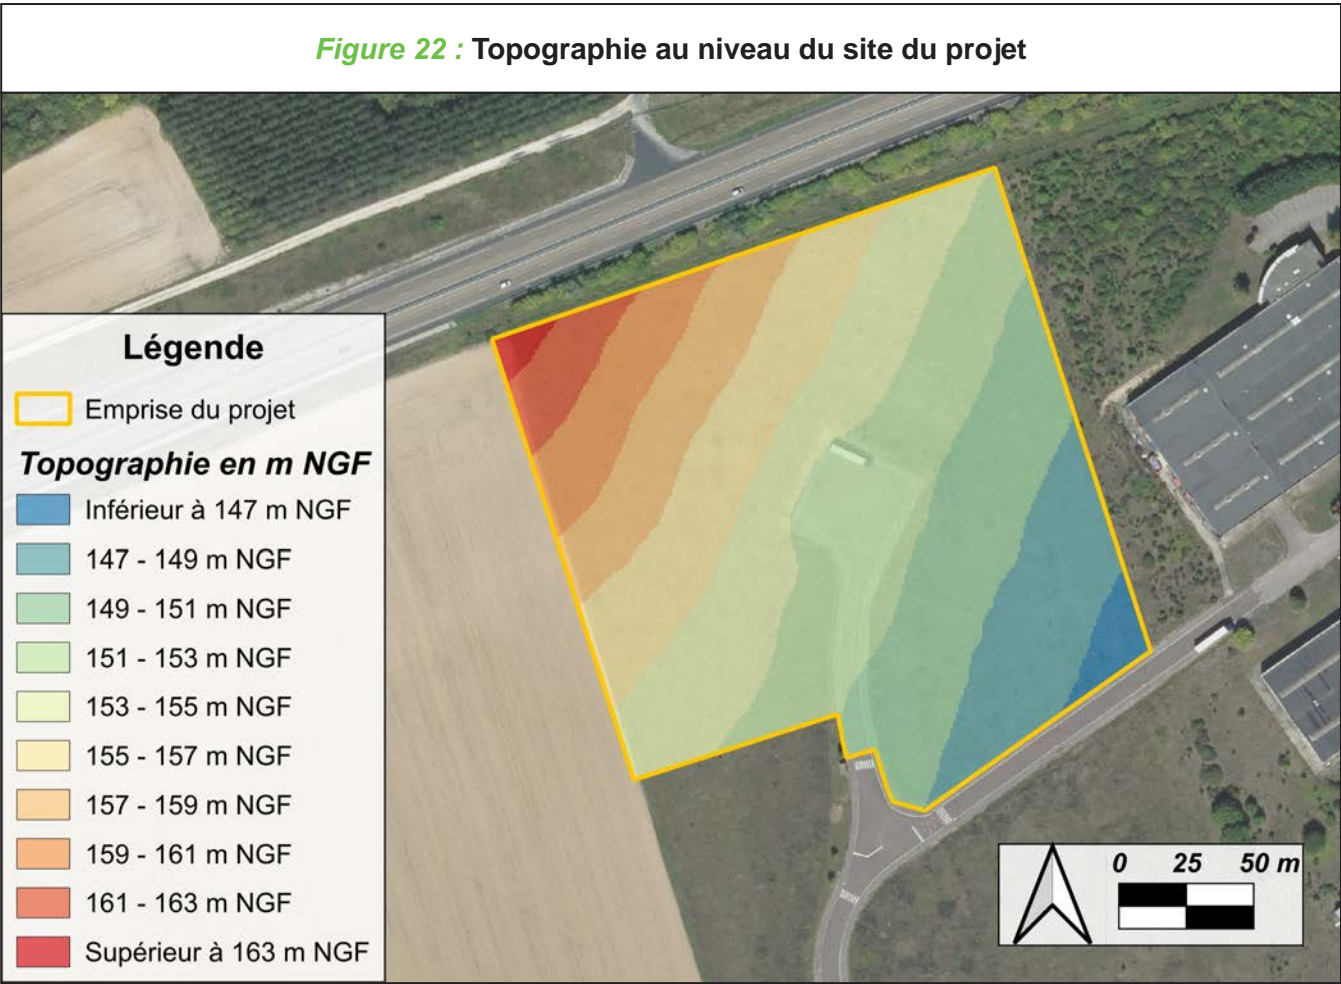 Figure 22 : Topographie au niveau du site du projet
Légende
Emprise du projet
Topographie en m NGF
Inférieur à 147 m NGF
147 - 149 m NGF
149 - 151 m NGF
151 - 153 m NGF
153 - 155 m NGF
155 - 157 m NGF
157 - 159 m NGF
159 - 161 m NGF
161 - 163 m NGF
Supérieur à 163 m NGF
0 25 50 m